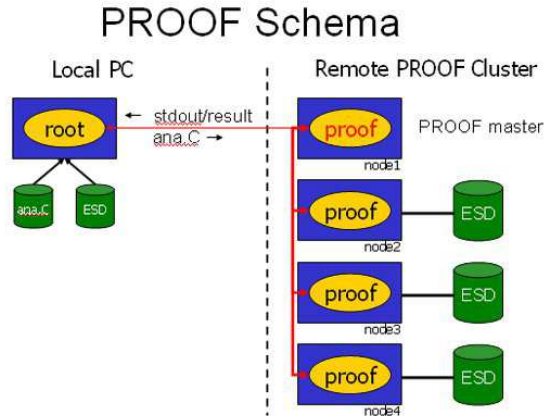 PROOF Schema
Local PC
Remote PROOF Cluster
← stdout/result
ana.C →
root
ana.C
ESD
proof
PROOF master
node1
proof
ESD
node2
proof
ESD
node3
proof
ESD
node4